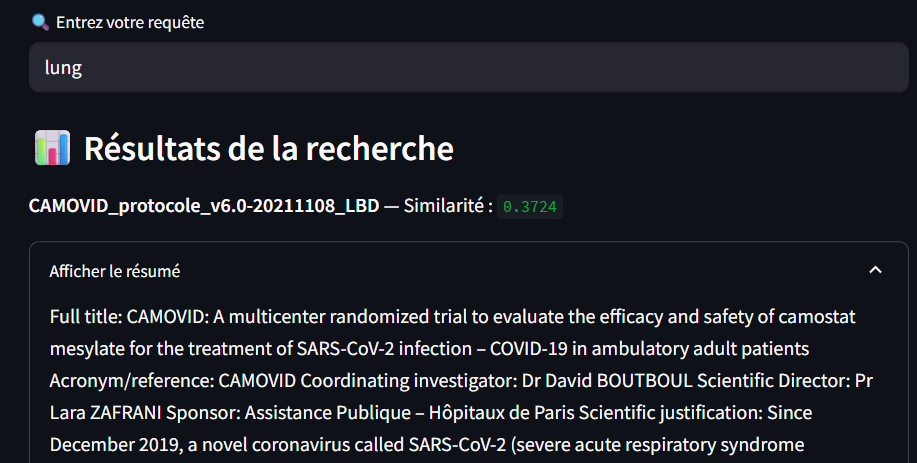 Entrez votre requête
lung
Résultats de la recherche
CAMOVID_protocole_v6.0-20211108_LBD — Similarité : 0.3724
Afficher le résumé
Full title: CAMOVID: A multicenter randomized trial to evaluate the efficacy and safety of camostat
mesylate for the treatment of SARS-CoV-2 infection – COVID-19 in ambulatory adult patients
Acronym/reference: CAMOVID Coordinating investigator: Dr David BOUTBOUL Scientific Director: Pr
Lara ZAFRANI Sponsor: Assistance Publique – Hôpitaux de Paris Scientific justification: Since
December 2019, a novel coronavirus called SARS-CoV-2 (severe acute respiratory syndrome